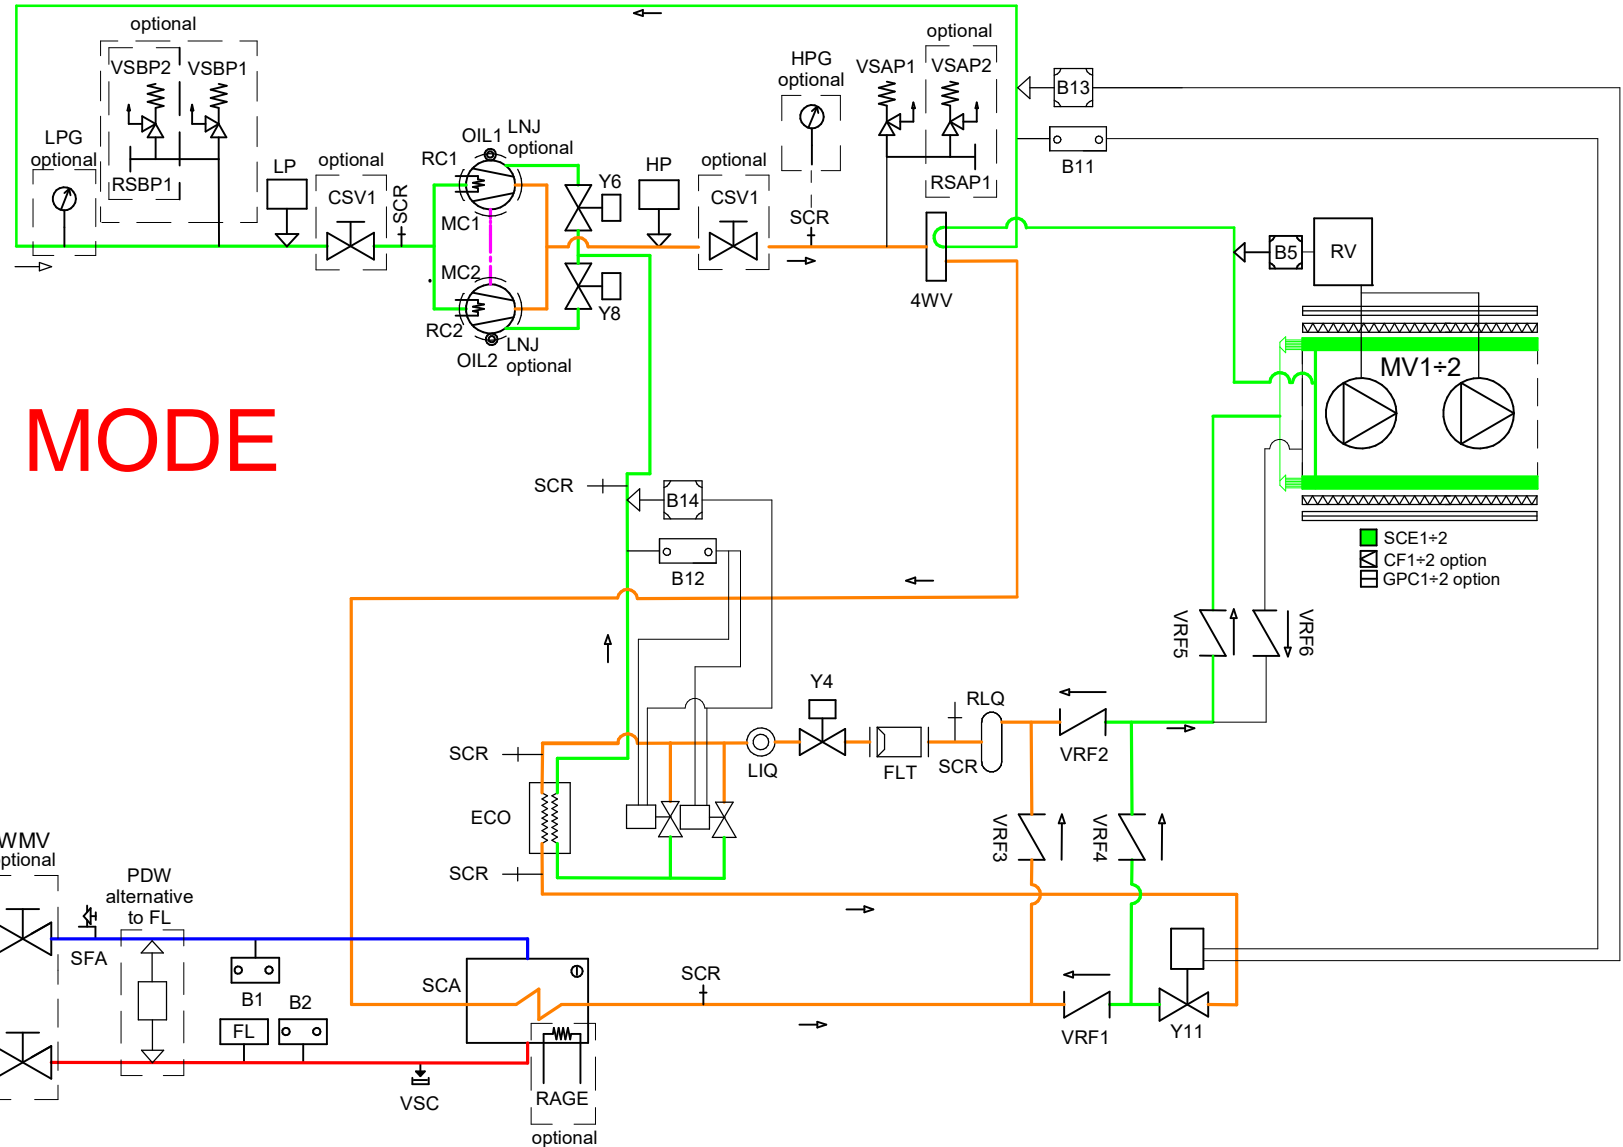 optional
VSBP2
VSBP1
LPG
optional
RSBP1
LP
optional
CSV1
SCR
RC1
OIL1
LNJ
optional
MC1
MC2
RC2
OIL2
LNJ
optional
Y6
Y8
HP
optional
CSV1
HPG
optional
SCR
VSAP1
optional
VSAP2
RSAP1
4WV
B13
B11
B5
RV
MV1÷2
SCE1÷2
CF1÷2 option
GPC1÷2 option
MODE
SCR
B14
B12
VRF5
VRF6
Y4
RLQ
VRF2
SCR
LIQ
FLT
SCR
ECO
VRF3
VRF4
SCR
WMV
ptional
PDW
alternative
to FL
SFA
B1
B2
FL
SCA
SCR
VRF1
Y11
VSC
RAGE
optional